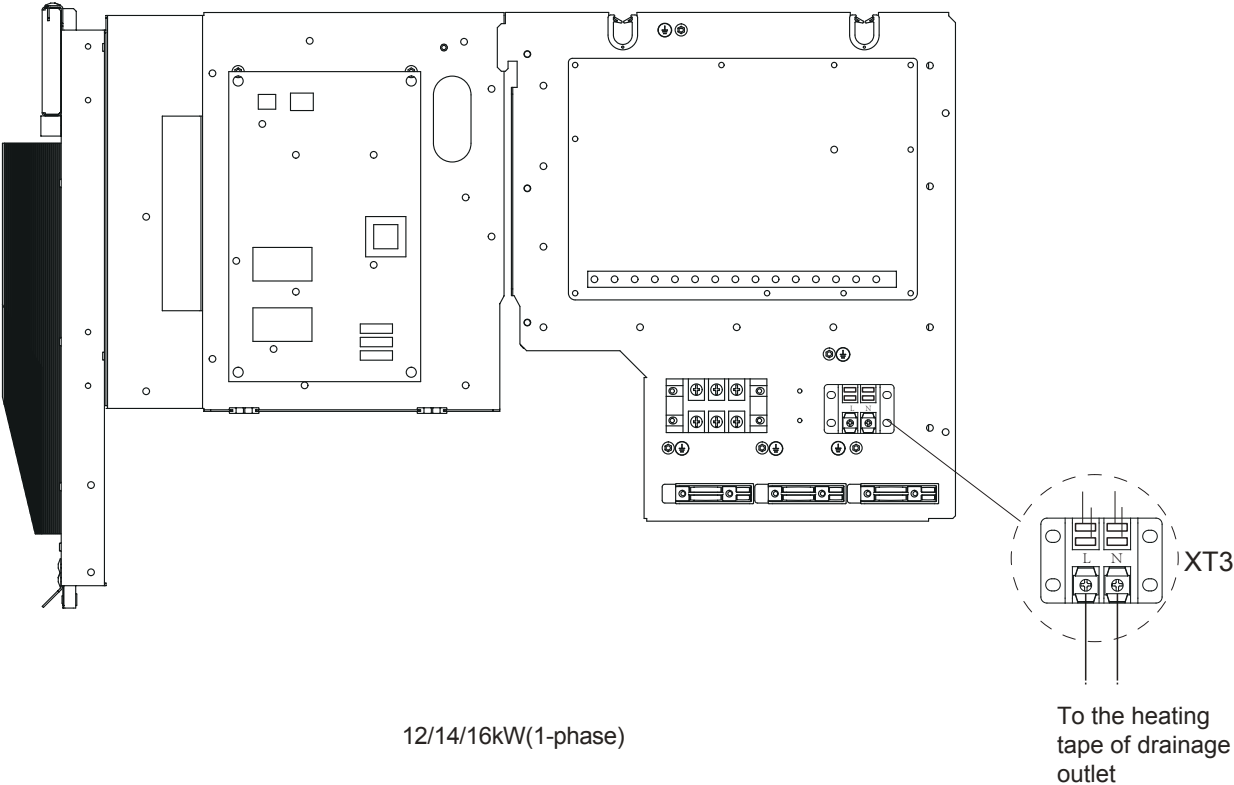 L N
L N
XT3
To the heating
tape of drainage
outlet
12/14/16kW(1-phase)